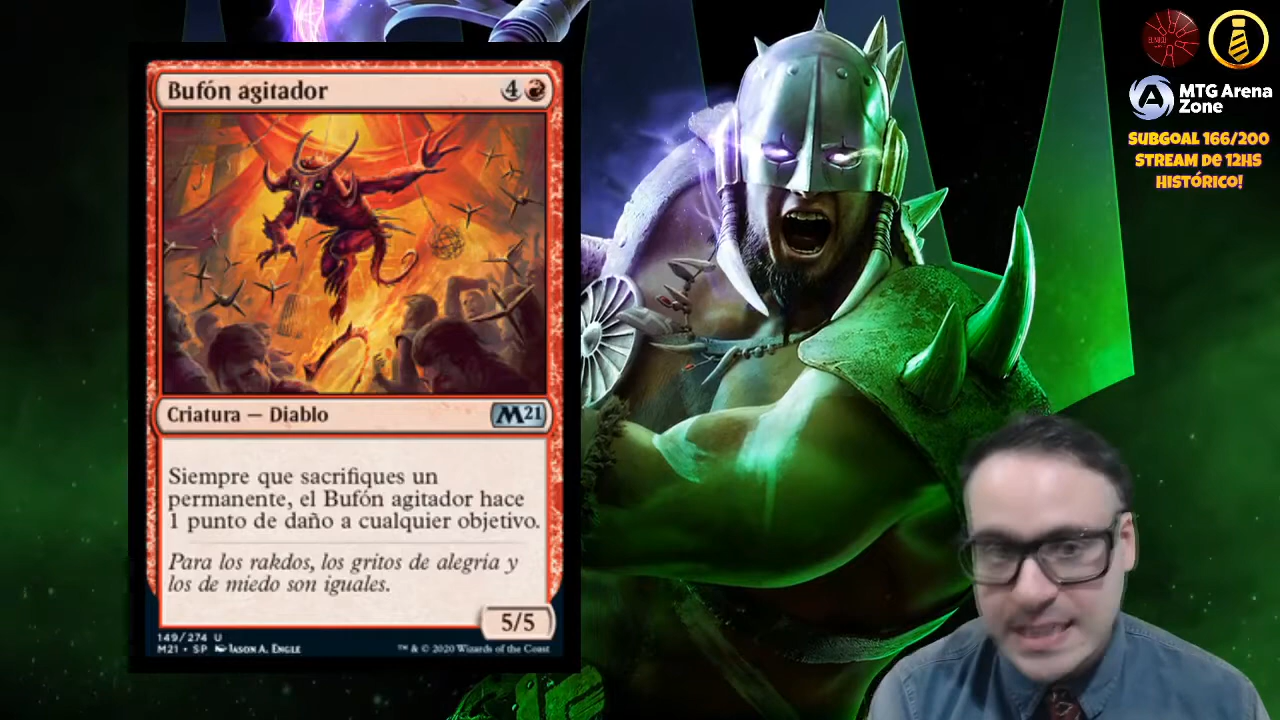 Bufón agitador
4
Criatura — Diablo
M21
Siempre que sacrifiques un
permanente, el Bufón agitador hace
1 punto de daño a cualquier objetivo.
Para los rakdos, los gritos de alegría y
los de miedo son iguales.
5/5
149/274 U
M21 • SP JASON A. ENGLE
™ & © 2020 Wizards of the Coast
MTG Arena
Zone
SUBGOAL 166/200
STREAM DE 12HS
HISTÓRICO!